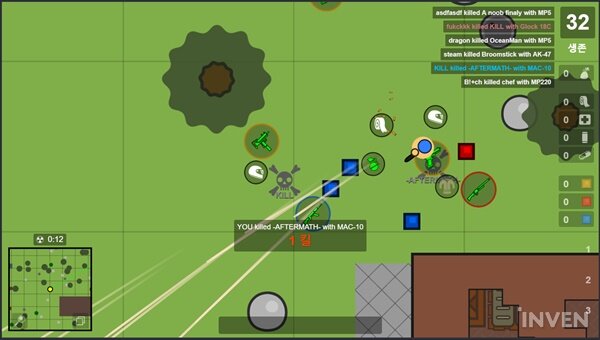 asdfasdf killed A noob finaly with MP5
fukckkk killed KILL with Glock 18C
dragon killed OceanMan with MP5
steam killed Broomstick with AK-47
KILL killed -AFTERMATH- with MAC-10
B!+ch killed chef with MP220
32
생존
0
0
0
0
0
0
0
0
KILL
-AFTERMATH-
YOU killed -AFTERMATH- with MAC-10
1 킬
0:12
1
2
3
INVEN